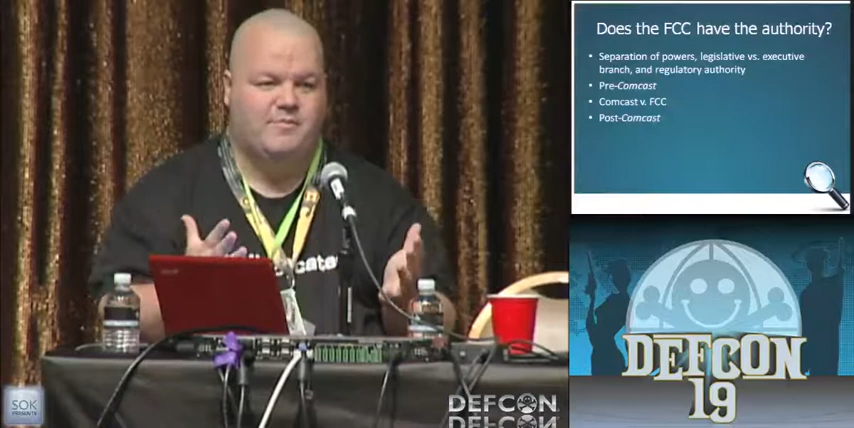 Does the FCC have the authority?
• Separation of powers, legislative vs. executive
branch, and regulatory authority
• Pre-Comcast
• Comcast v. FCC
• Post-Comcast
DEFCON
19
SOK
PRESENTS
DEFCON